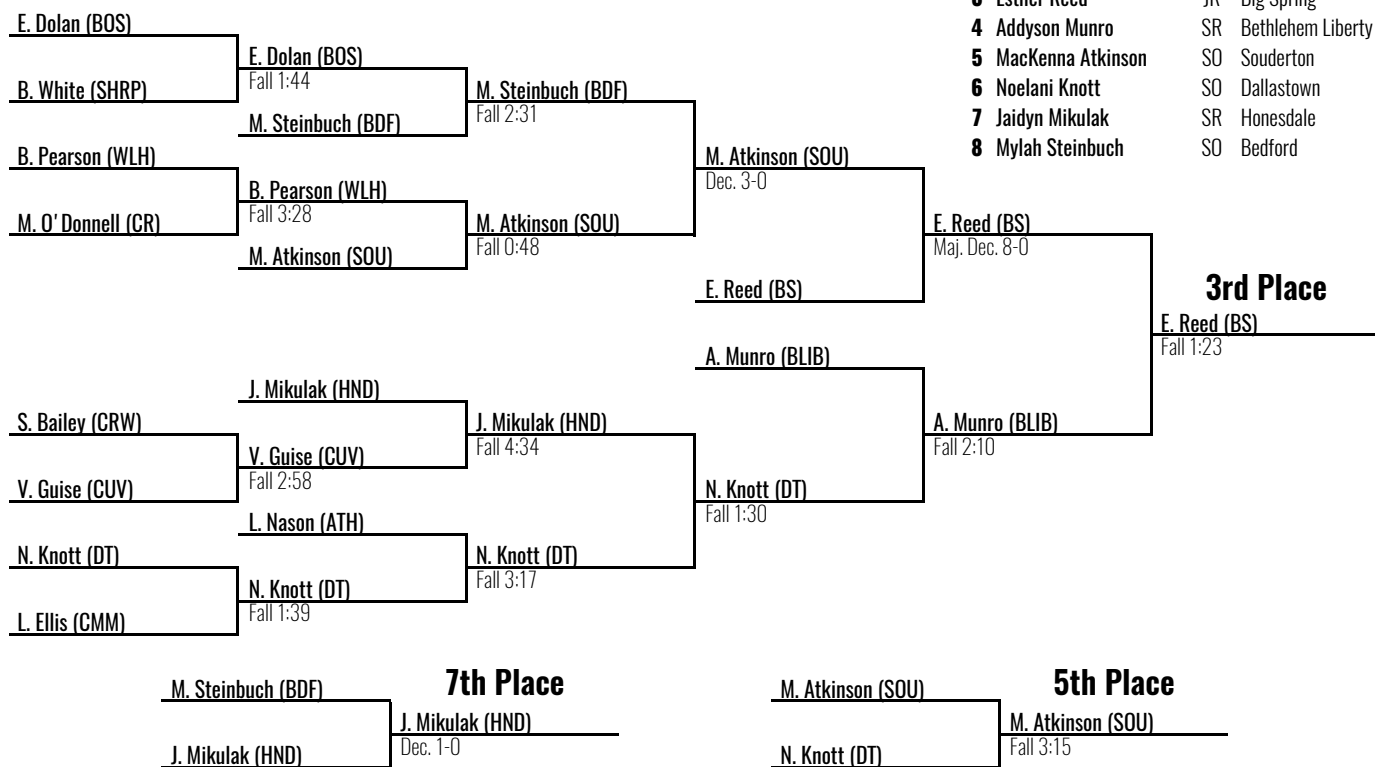 E. Dolan (BOS)
B. White (SHRP)
B. Pearson (WLH)
M. O'Donnell (CR)
S. Bailey (CRW)
V. Guise (CUV)
N. Knott (DT)
L. Ellis (CMM)
E. Dolan (BOS)
Fall 1:44
M. Steinbuch (BDF)
B. Pearson (WLH)
Fall 3:28
M. Atkinson (SOU)
J. Mikulak (HND)
V. Guise (CUV)
Fall 2:58
L. Nason (ATH)
N. Knott (DT)
Fall 1:39
M. Steinbuch (BDF)
Fall 2:31
M. Atkinson (SOU)
Fall 0:48
J. Mikulak (HND)
Fall 4:34
N. Knott (DT)
Fall 3:17
M. Atkinson (SOU)
Dec. 3-0
E. Reed (BS)
A. Munro (BLIB)
N. Knott (DT)
Fall 1:30
E. Reed (BS)
Maj. Dec. 8-0
A. Munro (BLIB)
Fall 2:10
3rd Place
E. Reed (BS)
Fall 1:23
3 Esther Reed JR Big Spring
4 Addyson Munro SR Bethlehem Liberty
5 MacKenna Atkinson SO Souderton
6 Noelani Knott SO Dallastown
7 Jaidyn Mikulak SR Honesdale
8 Mylah Steinbuch SO Bedford
7th Place
M. Steinbuch (BDF)
J. Mikulak (HND)
J. Mikulak (HND)
Dec. 1-0
5th Place
M. Atkinson (SOU)
N. Knott (DT)
M. Atkinson (SOU)
Fall 3:15